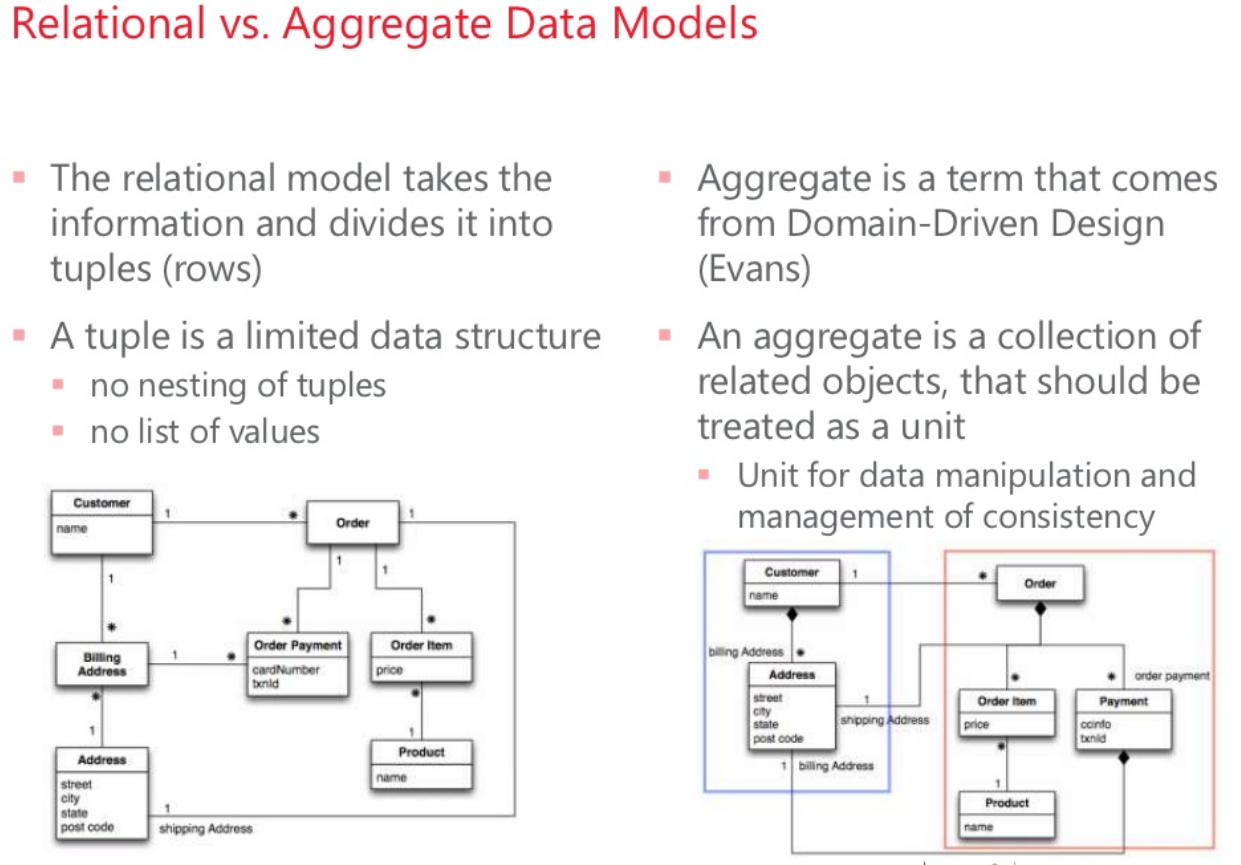 Relational vs. Aggregate Data Models
The relational model takes the
information and divides it into
tuples (rows)
A tuple is a limited data structure
no nesting of tuples
no list of values
Customer
name
1
*
Order
1
1
1
1
*
*
*
Billing
Address
1
*
Order Payment
cardNumber
txnId
Order Item
price
*
1
*
1
Address
street
city
state
post code
Product
name
1
shipping Address
Aggregate is a term that comes
from Domain-Driven Design
(Evans)
An aggregate is a collection of
related objects, that should be
treated as a unit
Unit for data manipulation and
management of consistency
Customer
name
1
*
Order
billing Address
*
Address
street
city
state
post code
1
shipping Address
*
*
order payment
Order Item
price
Payment
ccinfo
txnId
1
billing Address
*
1
Product
name